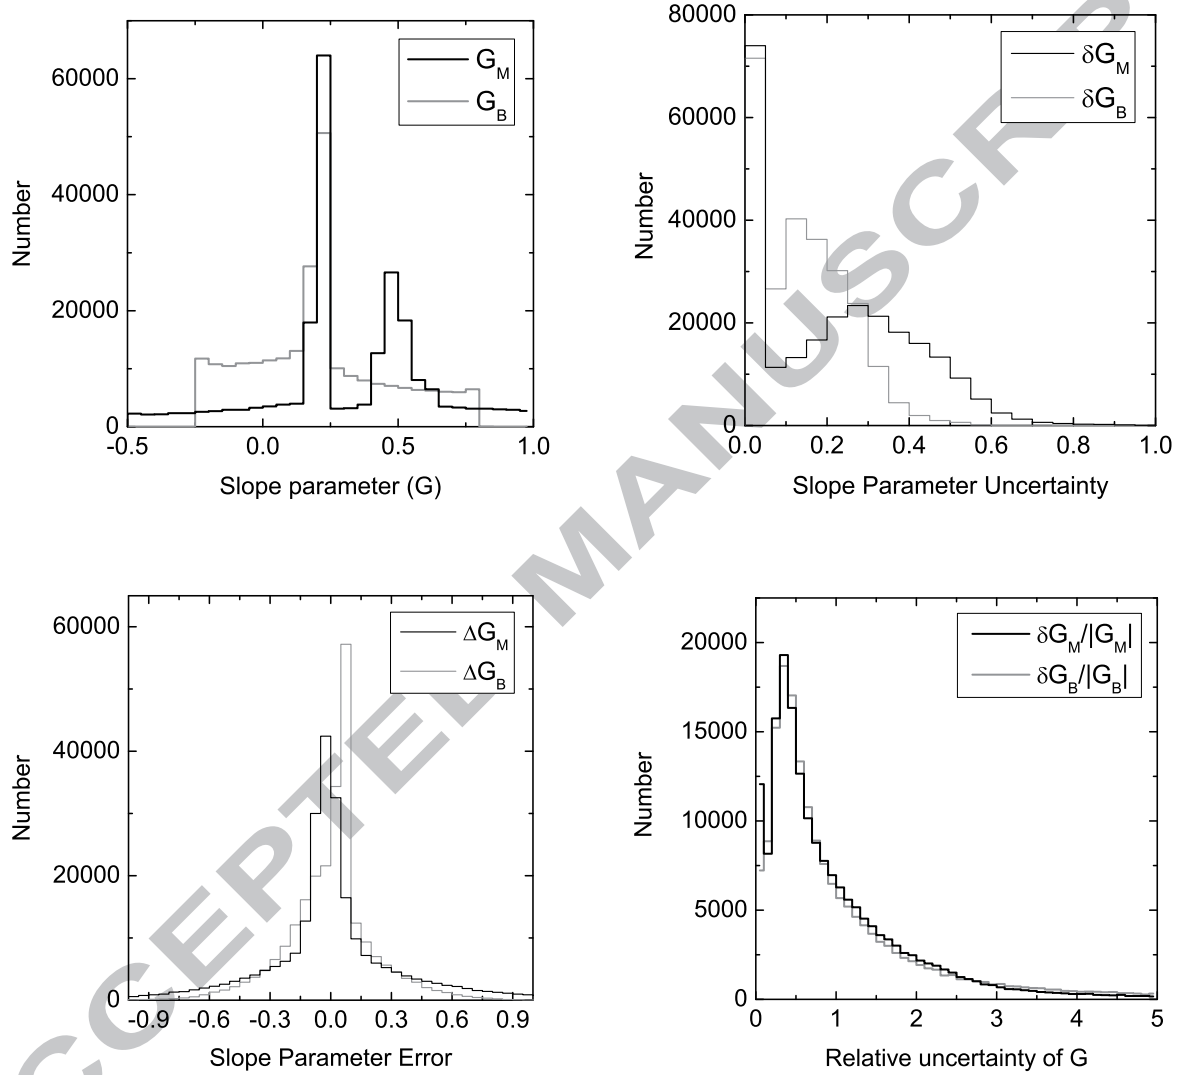 60000
40000
20000
0
Number
-0.5
0.0
0.5
1.0
Slope parameter (G)
G_M
G_B
80000
60000
40000
20000
0
Number
0.0
0.2
0.4
0.6
0.8
1.0
Slope Parameter Uncertainty
δG_M
δG_B
60000
40000
20000
0
Number
-0.9
-0.6
-0.3
0.0
0.3
0.6
0.9
Slope Parameter Error
ΔG_M
ΔG_B
20000
15000
10000
5000
0
Number
0
1
2
3
4
5
Relative uncertainty of G
δG_M/|G_M|
δG_B/|G_B|
CCEPTED MANUSCR